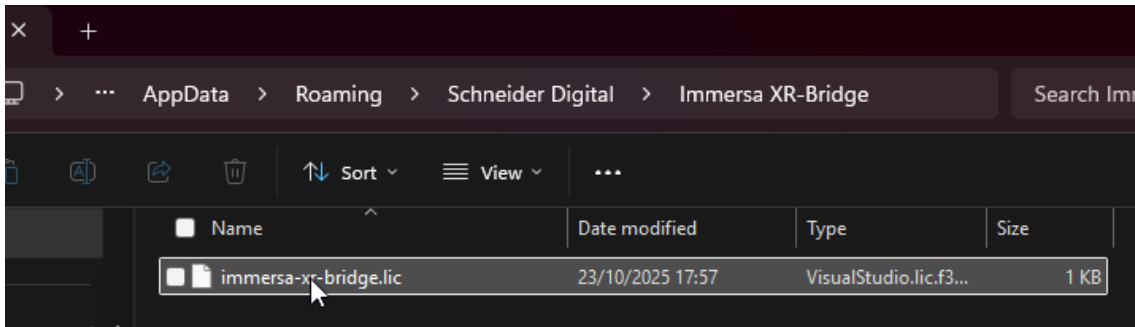 AppData > Roaming > Schneider Digital > Immersa XR-Bridge
Search Imm
Sort
View
Name Date modified Type Size
immersa-xr-bridge.lic 23/10/2025 17:57 VisualStudio.lic.f3... 1 KB